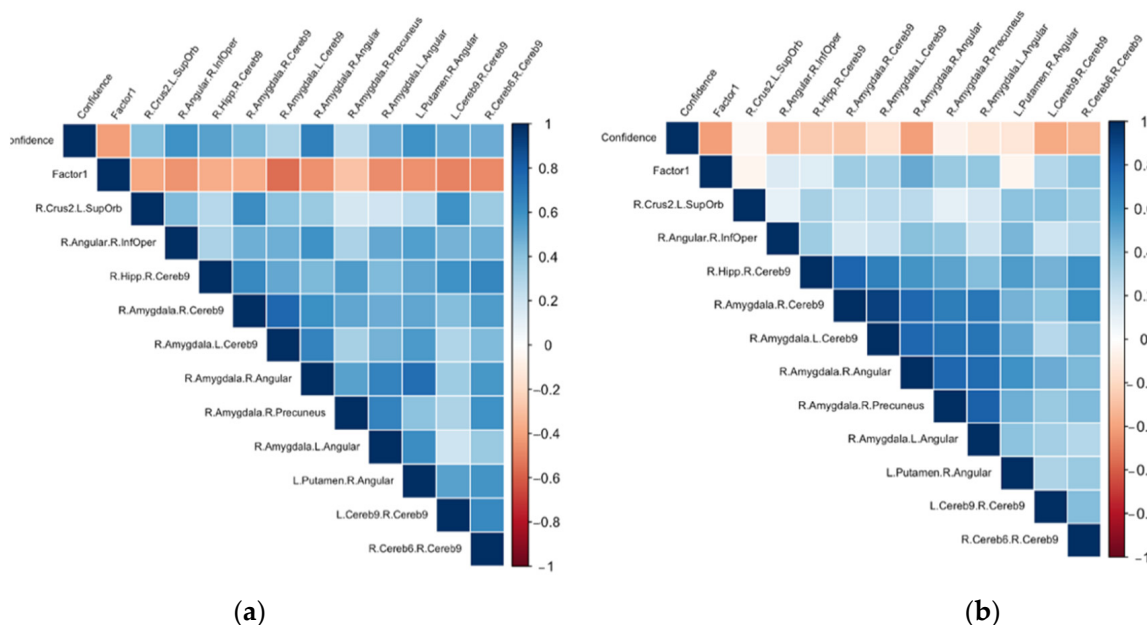 Confidence
Factor1
R.Crus2.L.SupOrb
R.Angular.R.InfOper
R.Hipp.R.Cereb9
R.Amygdala.R.Cereb9
R.Amygdala.L.Cereb9
R.Amygdala.R.Angular
R.Amygdala.R.Precuneus
R.Amygdala.L.Angular
L.Putamen.R.Angular
L.Cereb9.R.Cereb9
R.Cereb6.R.Cereb9
onfidence
Factor1
R.Crus2.L.SupOrb
R.Angular.R.InfOper
R.Hipp.R.Cereb9
R.Amygdala.R.Cereb9
R.Amygdala.L.Cereb9
R.Amygdala.R.Angular
R.Amygdala.R.Precuneus
R.Amygdala.L.Angular
L.Putamen.R.Angular
L.Cereb9.R.Cereb9
R.Cereb6.R.Cereb9
1
0.8
0.6
0.4
0.2
0
-0.2
-0.4
-0.6
-0.8
-1
(a)
Confidence
Factor1
R.Crus2.L.SupOrb
R.Angular.R.InfOper
R.Hipp.R.Cereb9
R.Amygdala.R.Cereb9
R.Amygdala.L.Cereb9
R.Amygdala.R.Angular
R.Amygdala.R.Precuneus
R.Amygdala.L.Angular
L.Putamen.R.Angular
L.Cereb9.R.Cereb9
R.Cereb6.R.Cereb9
Confidence
Factor1
R.Crus2.L.SupOrb
R.Angular.R.InfOper
R.Hipp.R.Cereb9
R.Amygdala.R.Cereb9
R.Amygdala.L.Cereb9
R.Amygdala.R.Angular
R.Amygdala.R.Precuneus
R.Amygdala.L.Angular
L.Putamen.R.Angular
L.Cereb9.R.Cereb9
R.Cereb6.R.Cereb9
1
0
(b)